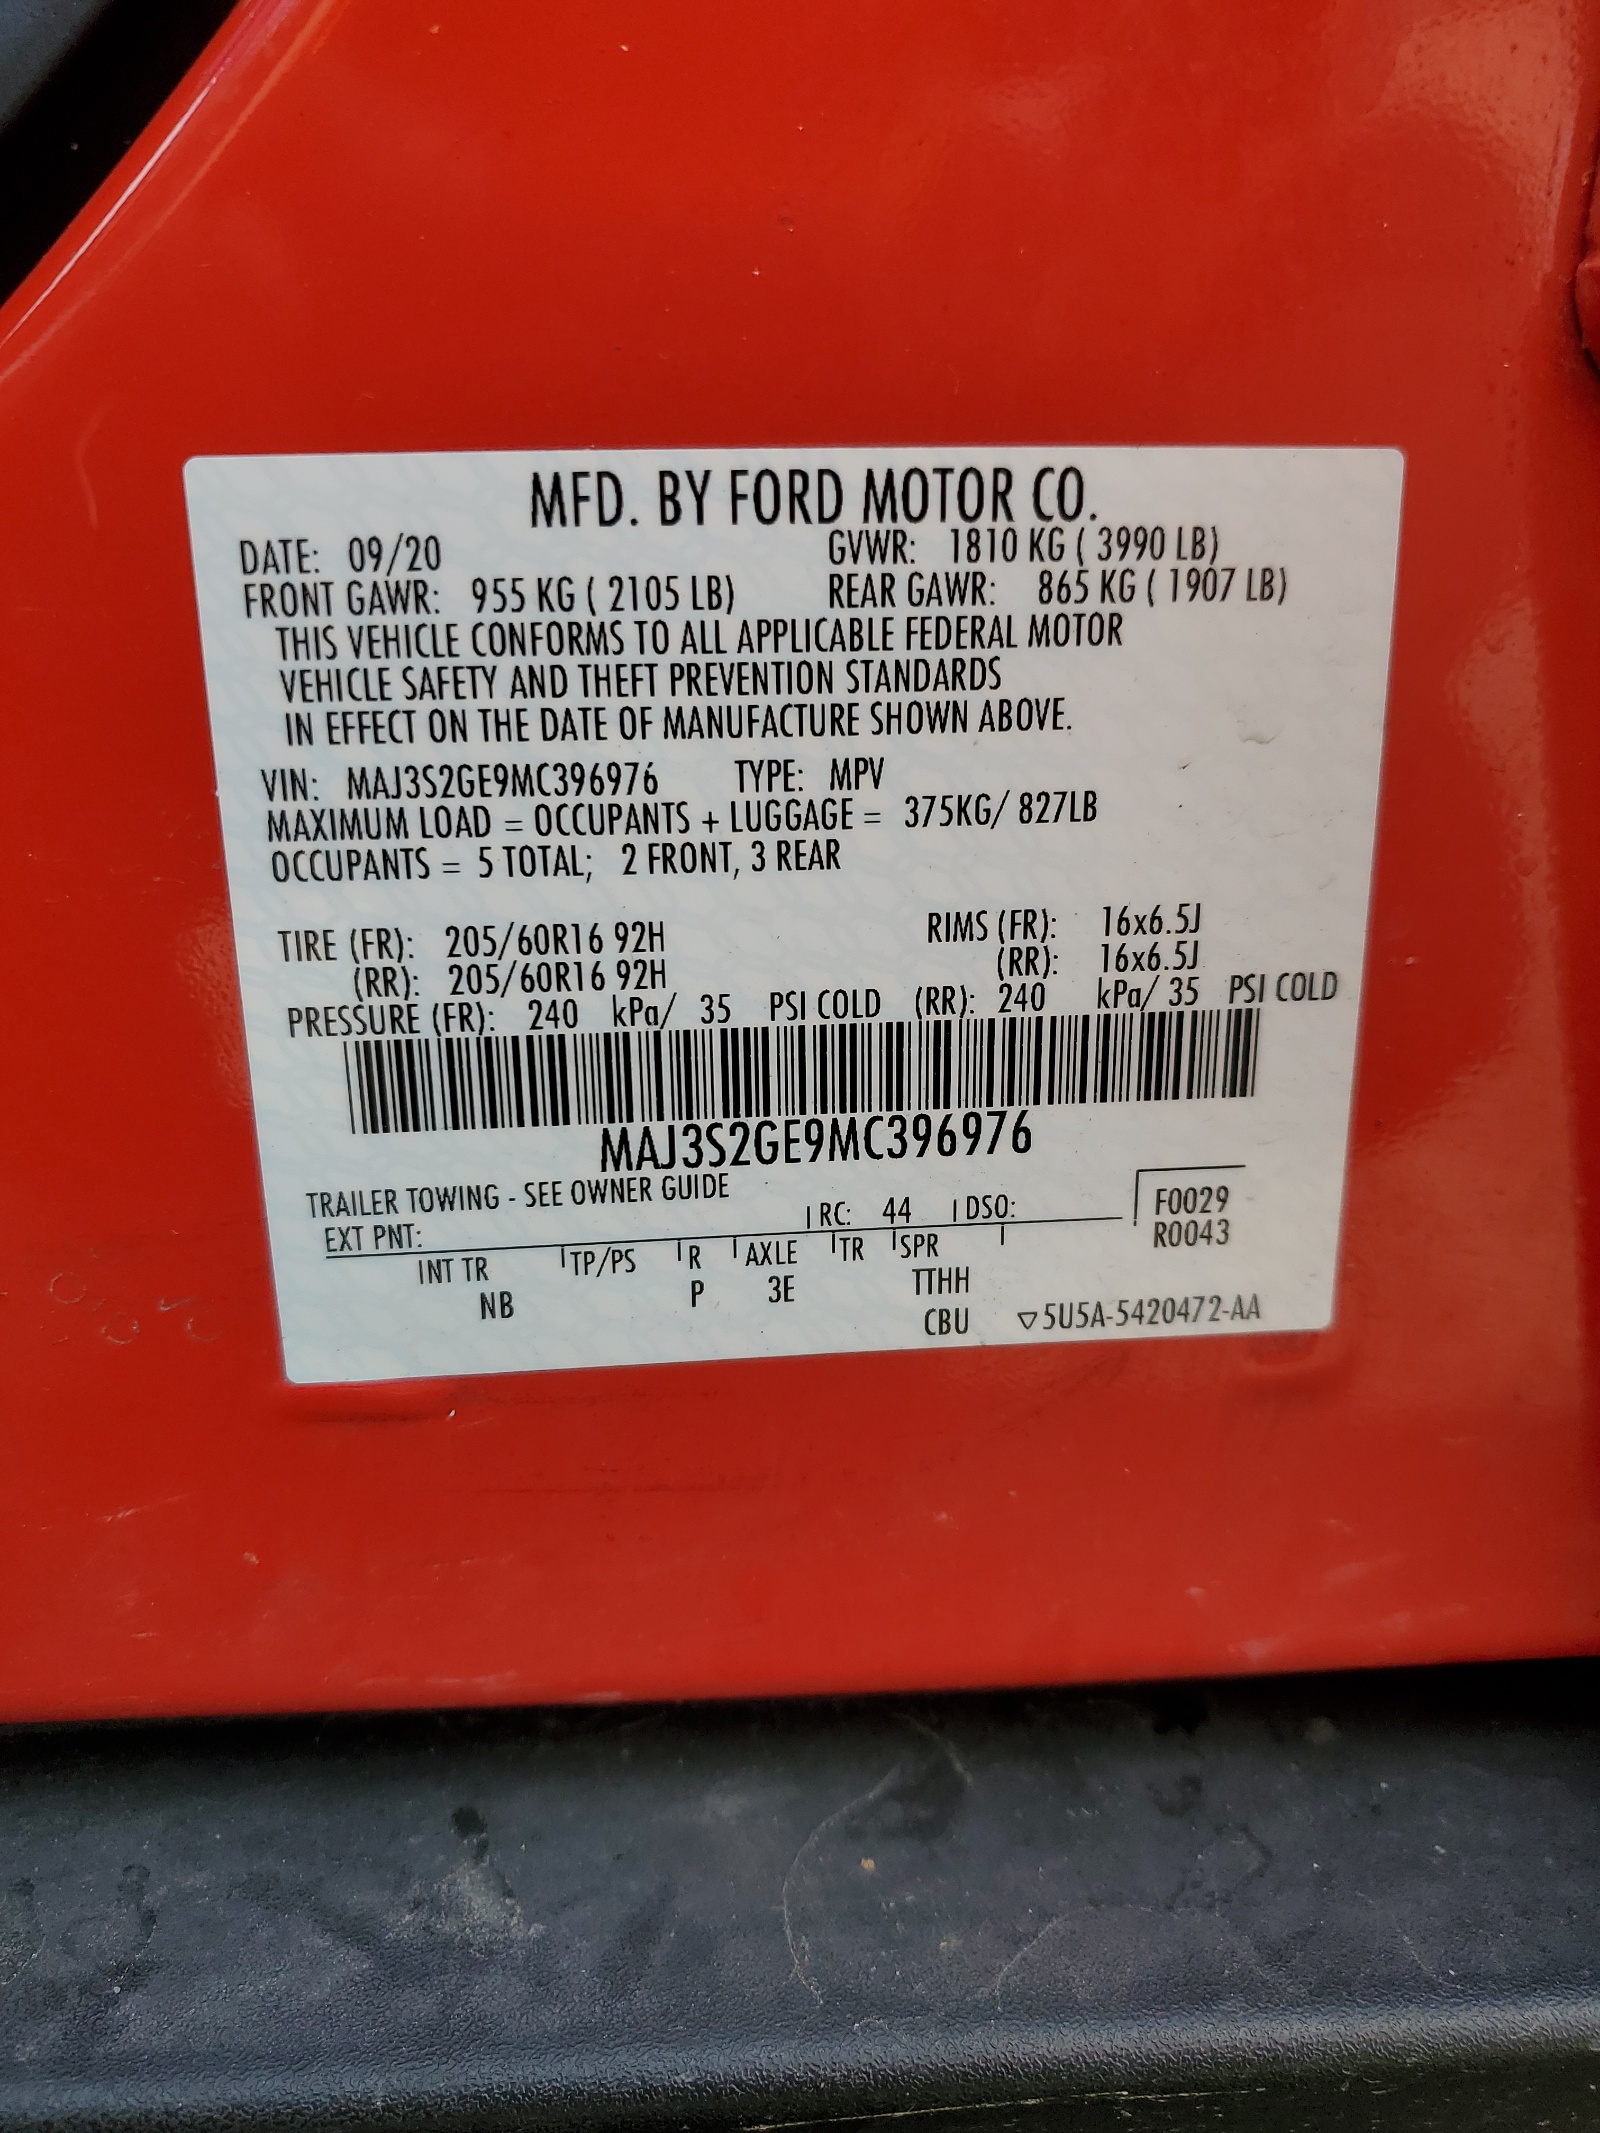 MFD. BY FORD MOTOR CO.
DATE: 09/20 GVWR: 1810 KG ( 3990 LB)
FRONT GAWR: 955 KG ( 2105 LB) REAR GAWR: 865 KG ( 1907 LB)
THIS VEHICLE CONFORMS TO ALL APPLICABLE FEDERAL MOTOR
VEHICLE SAFETY AND THEFT PREVENTION STANDARDS
IN EFFECT ON THE DATE OF MANUFACTURE SHOWN ABOVE.
VIN: MAJ3S2GE9MC396976 TYPE: MPV
MAXIMUM LOAD = OCCUPANTS + LUGGAGE = 375KG/ 827LB
OCCUPANTS = 5 TOTAL; 2 FRONT, 3 REAR
TIRE (FR): 205/60R16 92H RIMS (FR): 16x6.5J
(RR): 205/60R16 92H (RR): 16x6.5J
PRESSURE (FR): 240 kPa/ 35 PSI COLD (RR): 240 kPa/ 35 PSI COLD
MAJ3S2GE9MC396976
TRAILER TOWING - SEE OWNER GUIDE
EXT PNT: RC: 44 DSO: F0029
R0043
INT TR TP/PS R AXLE TR SPR
NB P 3E TTHH
CBU ▽5U5A-5420472-AA